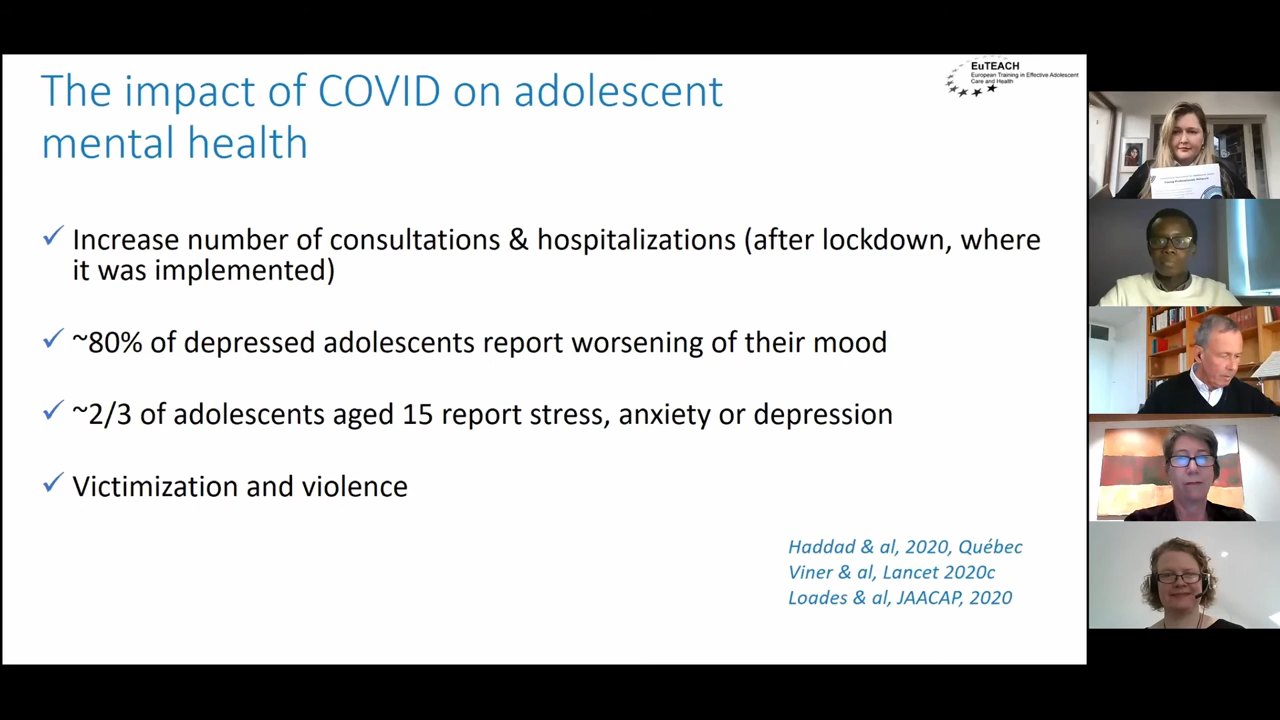 The impact of COVID on adolescent
mental health
EuTEACH
European Training in Effective Adolescent
Care and Health
✓ Increase number of consultations & hospitalizations (after lockdown, where
it was implemented)
✓ ~80% of depressed adolescents report worsening of their mood
✓ ~2/3 of adolescents aged 15 report stress, anxiety or depression
✓ Victimization and violence
Haddad & al, 2020, Québec
Viner & al, Lancet 2020c
Loades & al, JAACAP, 2020